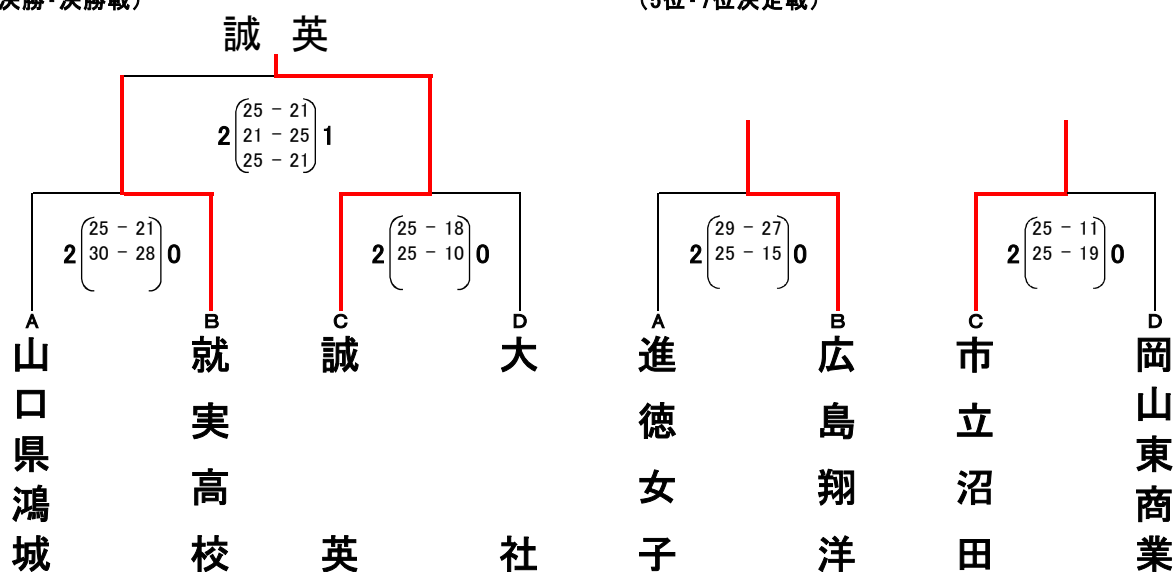 決勝-決勝戦）
（5位-7位決定戦）
誠 英
2 25 - 21 1
21 - 25
25 - 21
2 25 - 21 0
30 - 28
2 25 - 18 0
25 - 10
2 29 - 27 0
25 - 15
2 25 - 11 0
25 - 19
A
B
C
D
A
B
C
D
山口県鴻城
就実高校
誠英
大社
進徳女子
広島翔洋
市立沼田
岡山東商業